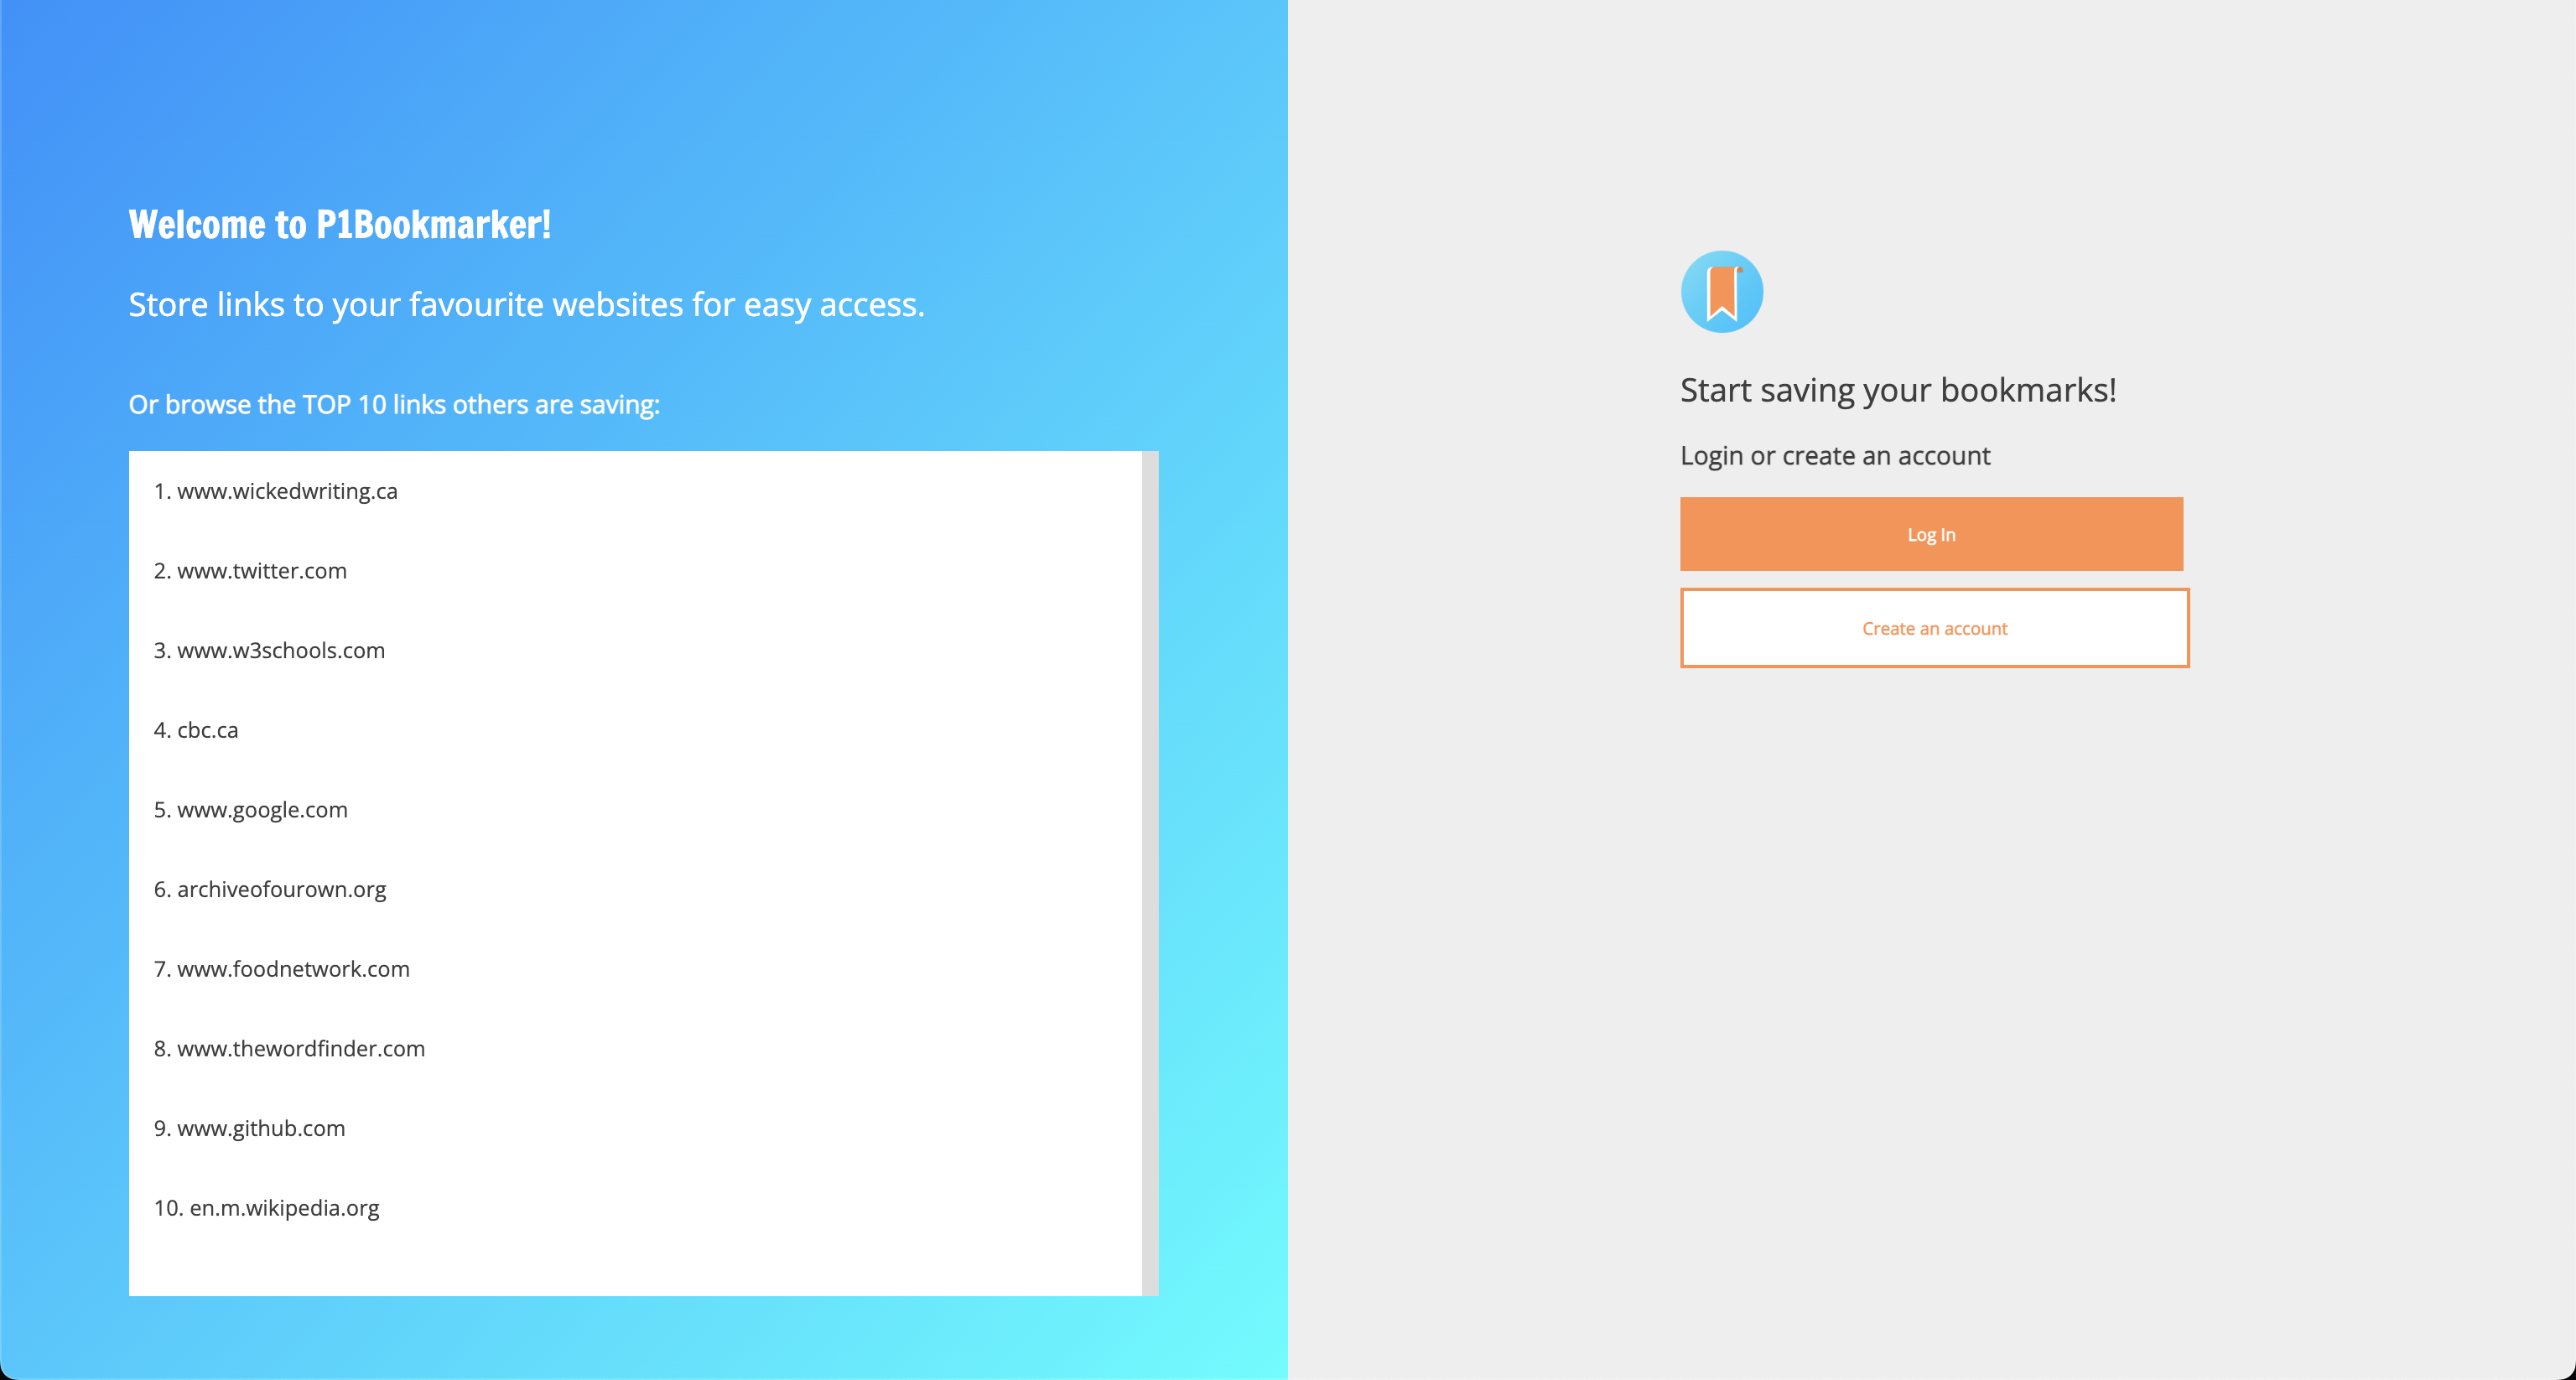 Welcome to P1Bookmarker!
Store links to your favourite websites for easy access.
Or browse the TOP 10 links others are saving:
1. www.wickedwriting.ca
2. www.twitter.com
3. www.w3schools.com
4. cbc.ca
5. www.google.com
6. archiveofourown.org
7. www.foodnetwork.com
8. www.thewordfinder.com
9. www.github.com
10. en.m.wikipedia.org
Start saving your bookmarks!
Login or create an account
Log In
Create an account